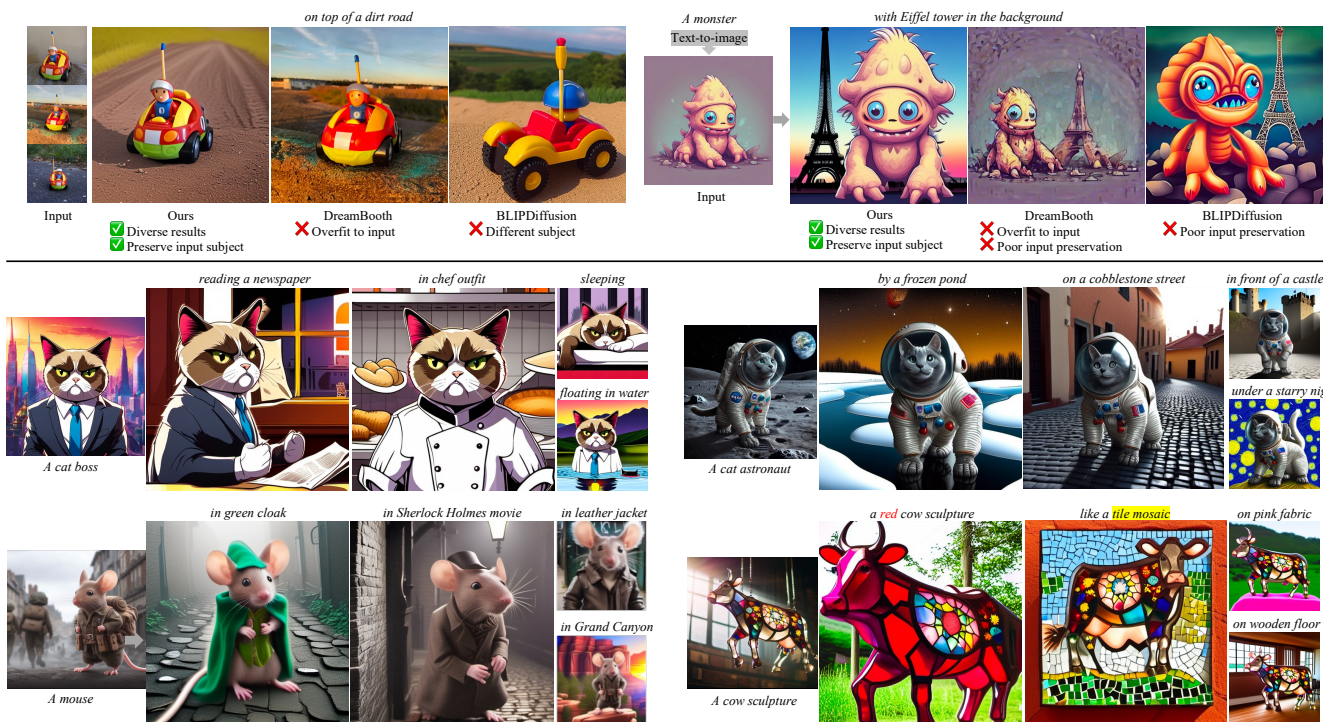 on top of a dirt road
A monster
Text-to-image
with Eiffel tower in the background
Input
Ours
✅ Diverse results
✅ Preserve input subject
DreamBooth
❌ Overfit to input
BLIPDiffusion
❌ Different subject
Input
Ours
✅ Diverse results
✅ Preserve input subject
DreamBooth
❌ Overfit to input
❌ Poor input preservation
BLIPDiffusion
❌ Poor input preservation
reading a newspaper
in chef outfit
sleeping
floating in water
A cat boss
by a frozen pond
on a cobblestone street
in front of a castle
under a starry nig
A cat astronaut
in green cloak
in Sherlock Holmes movie
in leather jacket
in Grand Canyon
A mouse
a red cow sculpture
like a tile mosaic
on pink fabric
on wooden floor
A cow sculpture